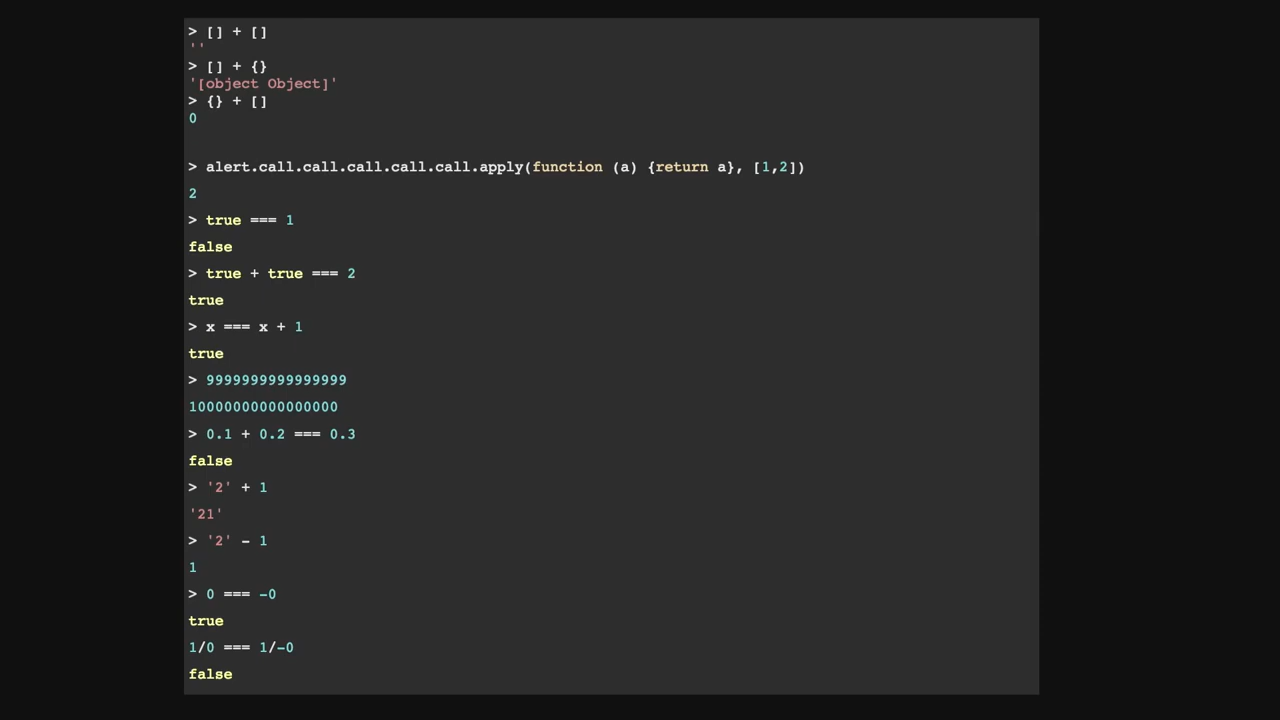 > [] + []
''
> [] + {}
'[object Object]'
> {} + []
0
> alert.call.call.call.call.call.apply(function (a) {return a}, [1,2])
2
> true === 1
false
> true + true === 2
true
> x === x + 1
true
> 9999999999999999
10000000000000000
> 0.1 + 0.2 === 0.3
false
> '2' + 1
'21'
> '2' - 1
1
> 0 === -0
true
1/0 === 1/-0
false